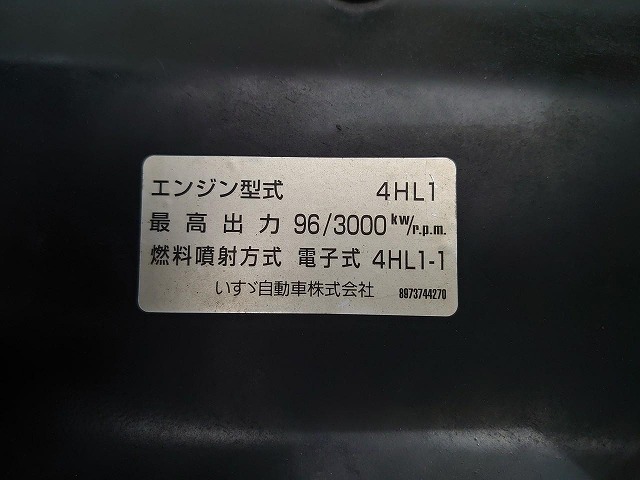 エンジン型式 4HL1
最高出力 96/3000 kW/r.p.m.
燃料噴射方式 電子式 4HL1-1
いすゞ自動車株式会社 8973744270